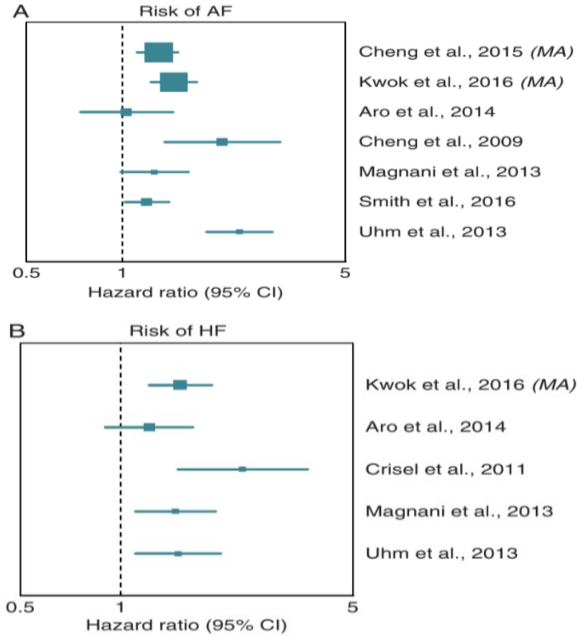 A
Risk of AF
Cheng et al., 2015 (MA)
Kwok et al., 2016 (MA)
Aro et al., 2014
Cheng et al., 2009
Magnani et al., 2013
Smith et al., 2016
Uhm et al., 2013
0.5 1 5
Hazard ratio (95% CI)
B
Risk of HF
Kwok et al., 2016 (MA)
Aro et al., 2014
Crisel et al., 2011
Magnani et al., 2013
Uhm et al., 2013
0.5 1 5
Hazard ratio (95% CI)